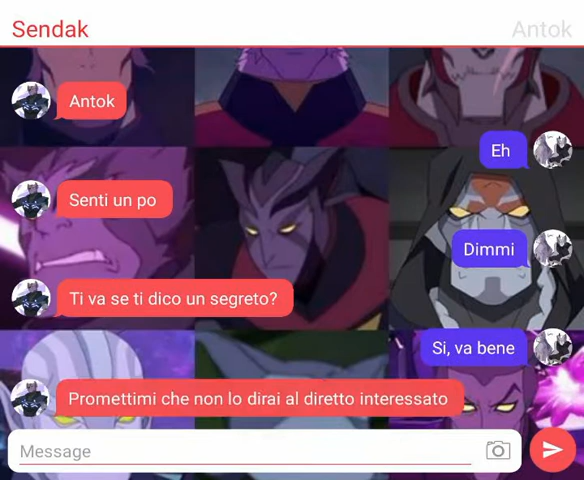 Sendak
Antok
Antok
Eh
Senti un po
Dimmi
Ti va se ti dico un segreto?
Si, va bene
Promettimi che non lo dirai al diretto interessato
Message